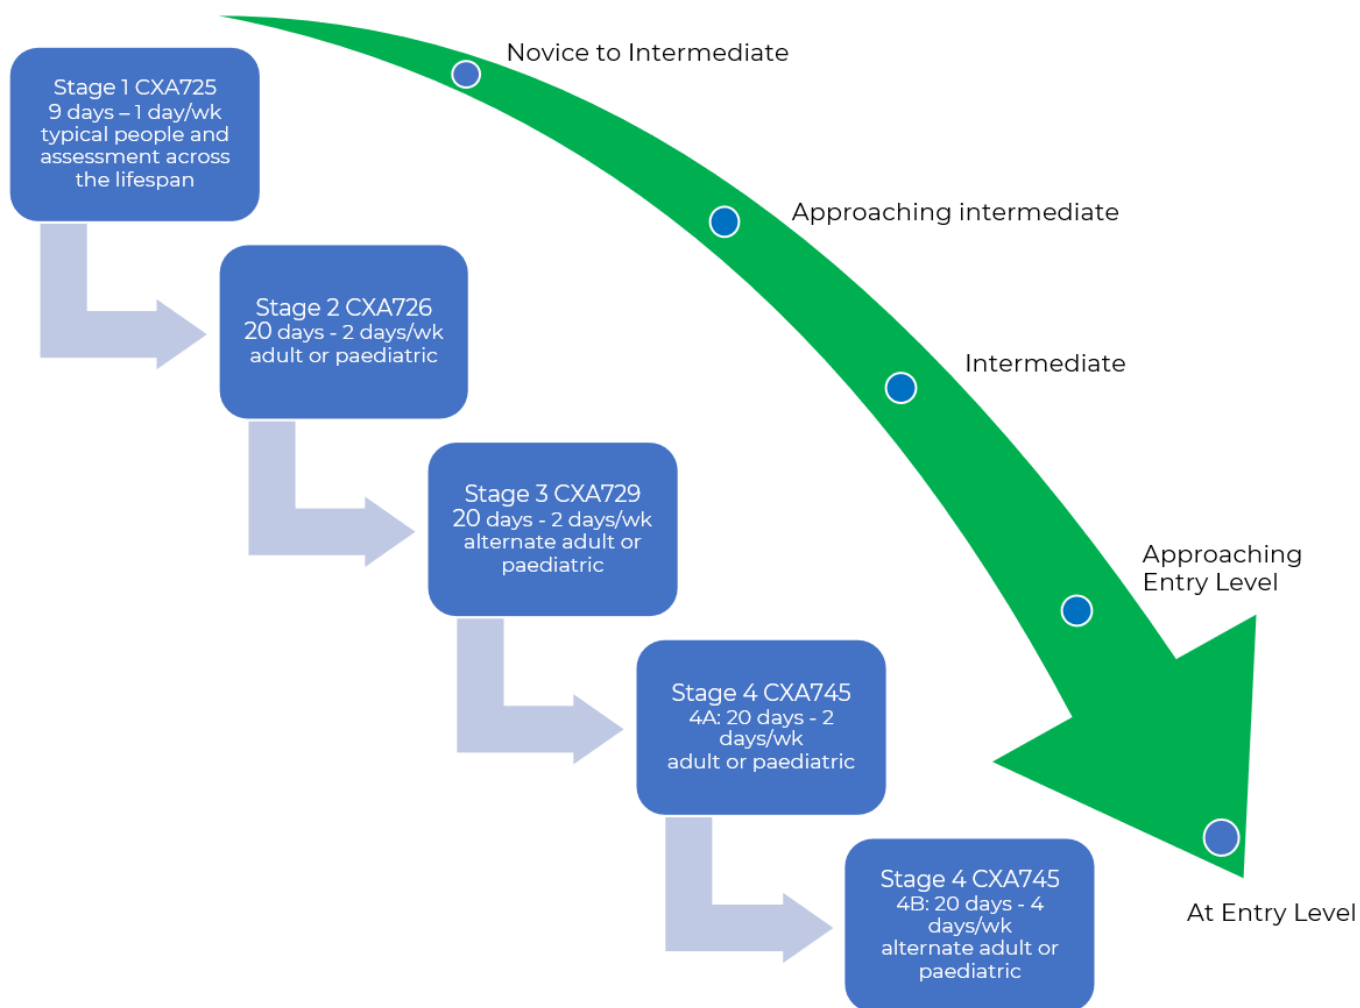 Novice to Intermediate
Stage 1 CXA725
9 days – 1 day/wk
typical people and
assessment across
the lifespan
Approaching intermediate
Stage 2 CXA726
20 days - 2 days/wk
adult or paediatric
Intermediate
Stage 3 CXA729
20 days - 2 days/wk
alternate adult or
paediatric
Approaching
Entry Level
Stage 4 CXA745
4A: 20 days - 2
days/wk
adult or paediatric
Stage 4 CXA745
4B: 20 days - 4
days/wk
alternate adult or
paediatric
At Entry Level